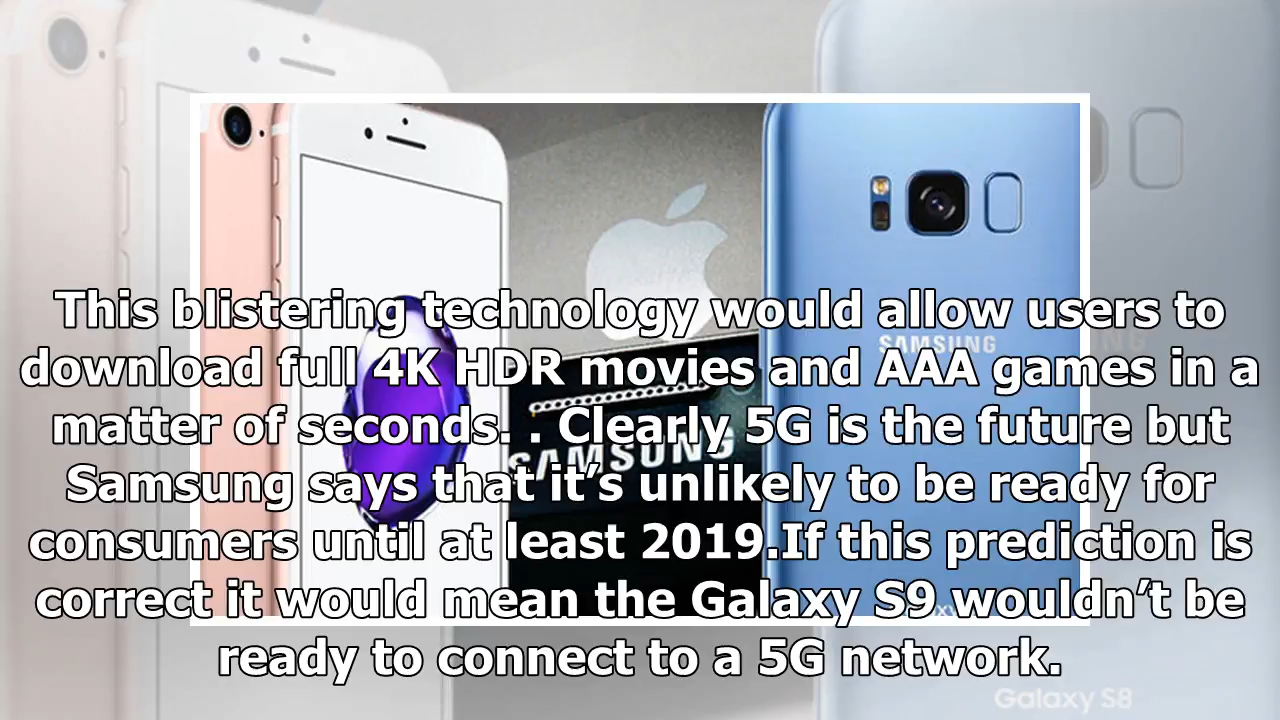 This blistering technology would allow users to
download full 4K HDR movies and AAA games in a
matter of seconds. . Clearly 5G is the future but
Samsung says that it’s unlikely to be ready for
consumers until at least 2019.If this prediction is
correct it would mean the Galaxy S9 wouldn’t be
ready to connect to a 5G network.
SAMSUNG
SAMSUNG
Galaxy S8